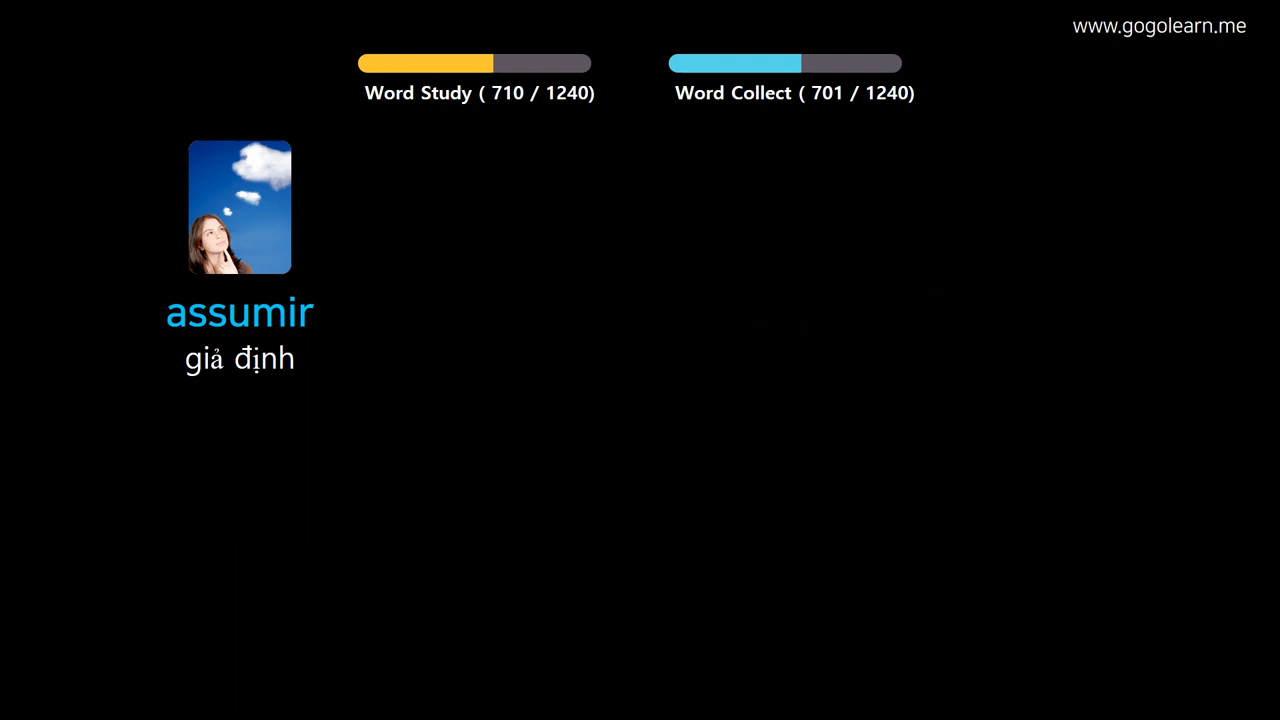 www.gogolearn.me
Word Study ( 710 / 1240)
Word Collect ( 701 / 1240)
assumir
giả định